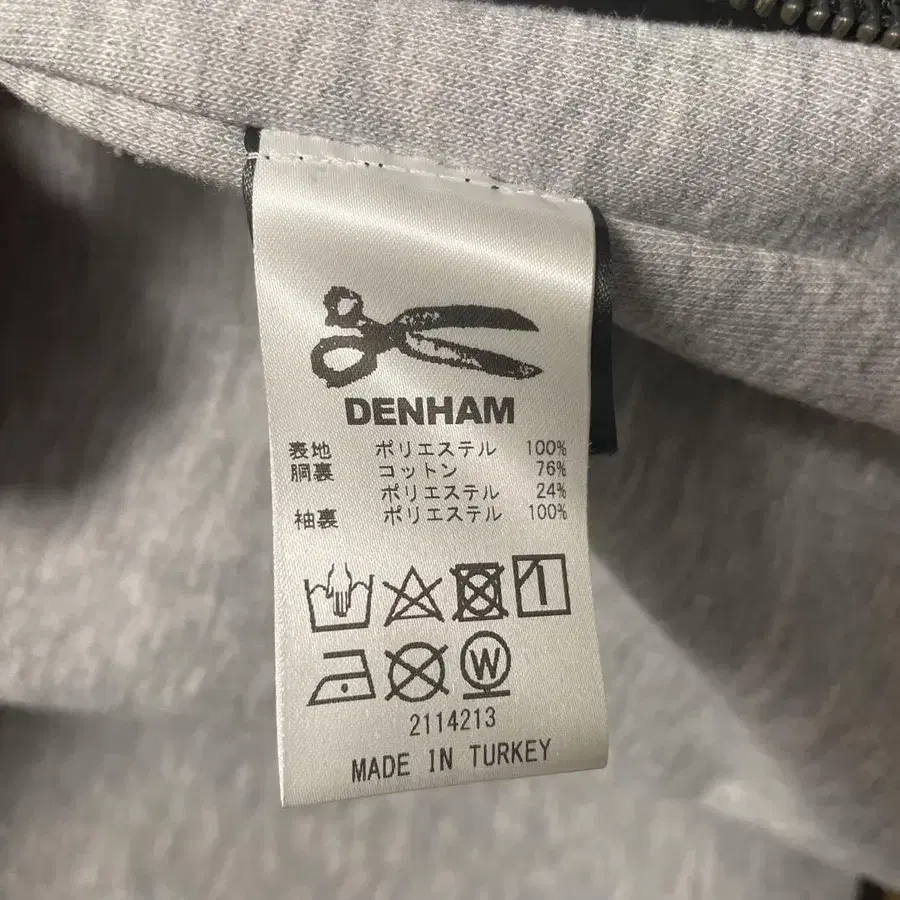 DENHAM
表地 ポリエステル 100%
胴裏 コットン 76%
ポリエステル 24%
袖裏 ポリエステル 100%
W
2114213
MADE IN TURKEY